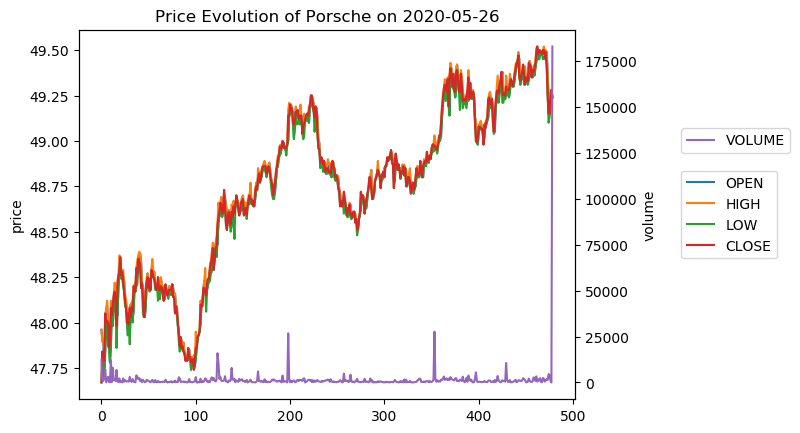 Price Evolution of Porsche on 2020-05-26
49.50
49.25
49.00
48.75
48.50
48.25
48.00
47.75
price
0
100
200
300
400
500
175000
150000
125000
100000
75000
50000
25000
0
volume
VOLUME
OPEN
HIGH
LOW
CLOSE